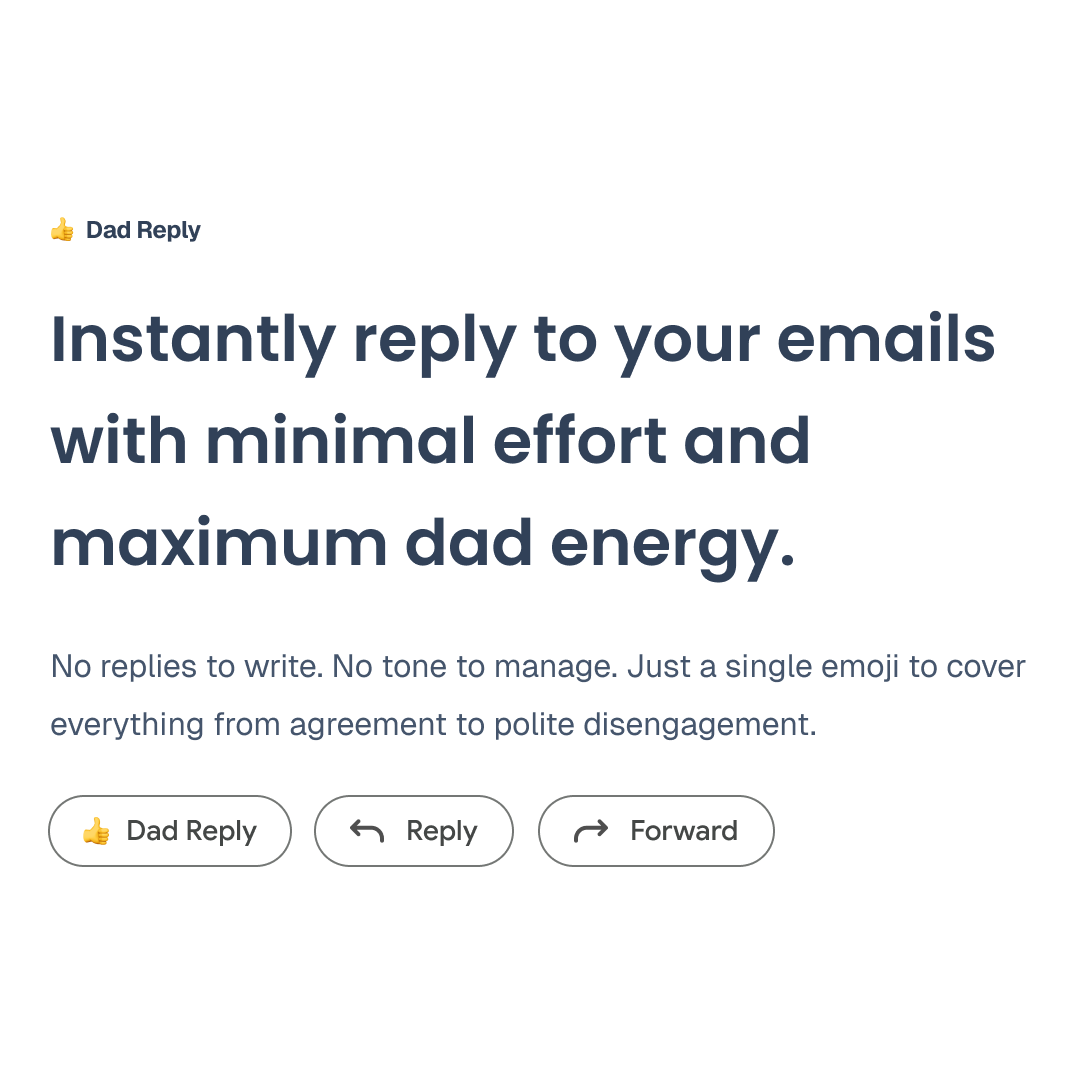 👍 Dad Reply
Instantly reply to your emails
with minimal effort and
maximum dad energy.
No replies to write. No tone to manage. Just a single emoji to cover
everything from agreement to polite disengagement.
👍 Dad Reply
Reply
Forward